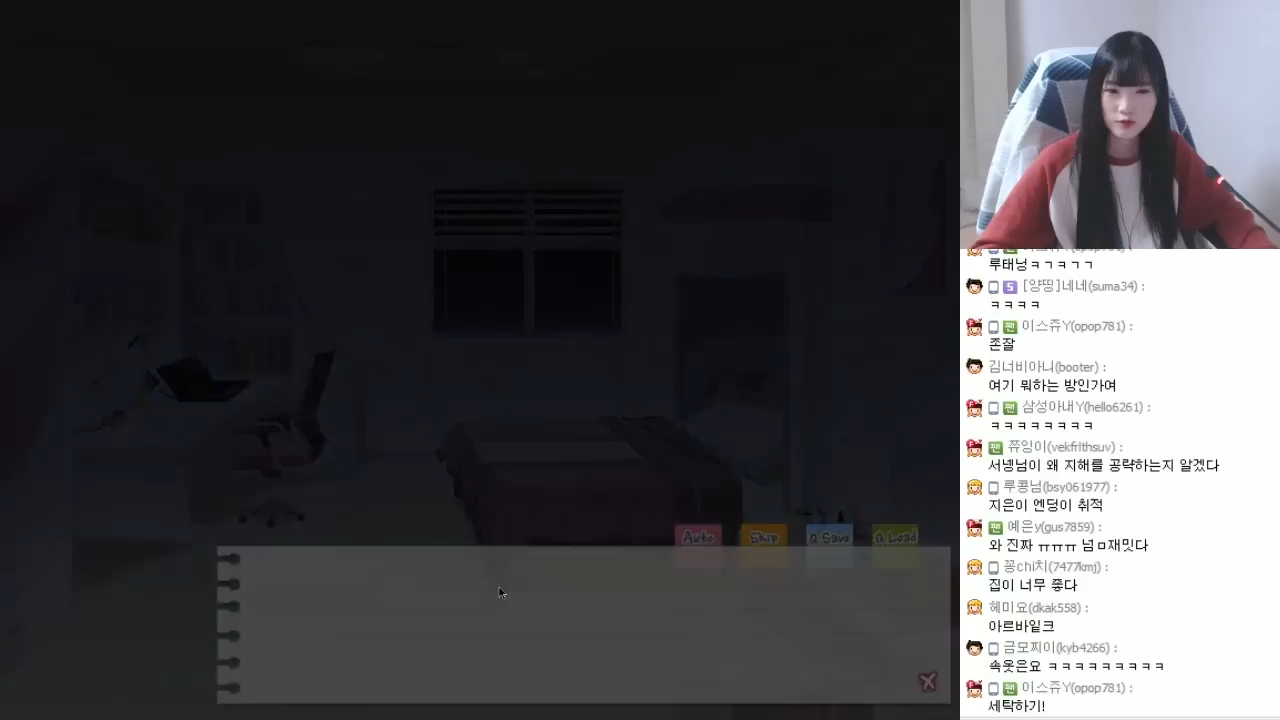 루태넝ㅋㄱㅋㄱㄱ
[양띵]네네(suma34) :
ㅋㅋㅋㅋ
이스쥬Y(opop781) :
존잘
김너비아니(booter) :
여기 뭐하는 방인가여
삼성아내Y(hello6261) :
ㅋㅋㅋㅋㅋㅋㅋㅋ
쮸잉이(vekfrlthsuv) :
서넹님이 왜 지해를 공략하는지 알겠다
루콩님(bsy061977) :
지은이 엔덩이 취적
예은y(gus7859) :
와 진짜 ㅠㅠㅠ 넘ㅁ재밋다
꽁chi치(7477kmj) :
집이 너무 좋다
헤미요(dkak558) :
아르바잍크
금모찌이(kyb4266) :
속옷은요 ㅋㅋㅋㅋㅋㅋㅋㅋㅋ
이스쥬Y(opop781) :
세탁하기!
Auto Skip Q.Save Q.Load